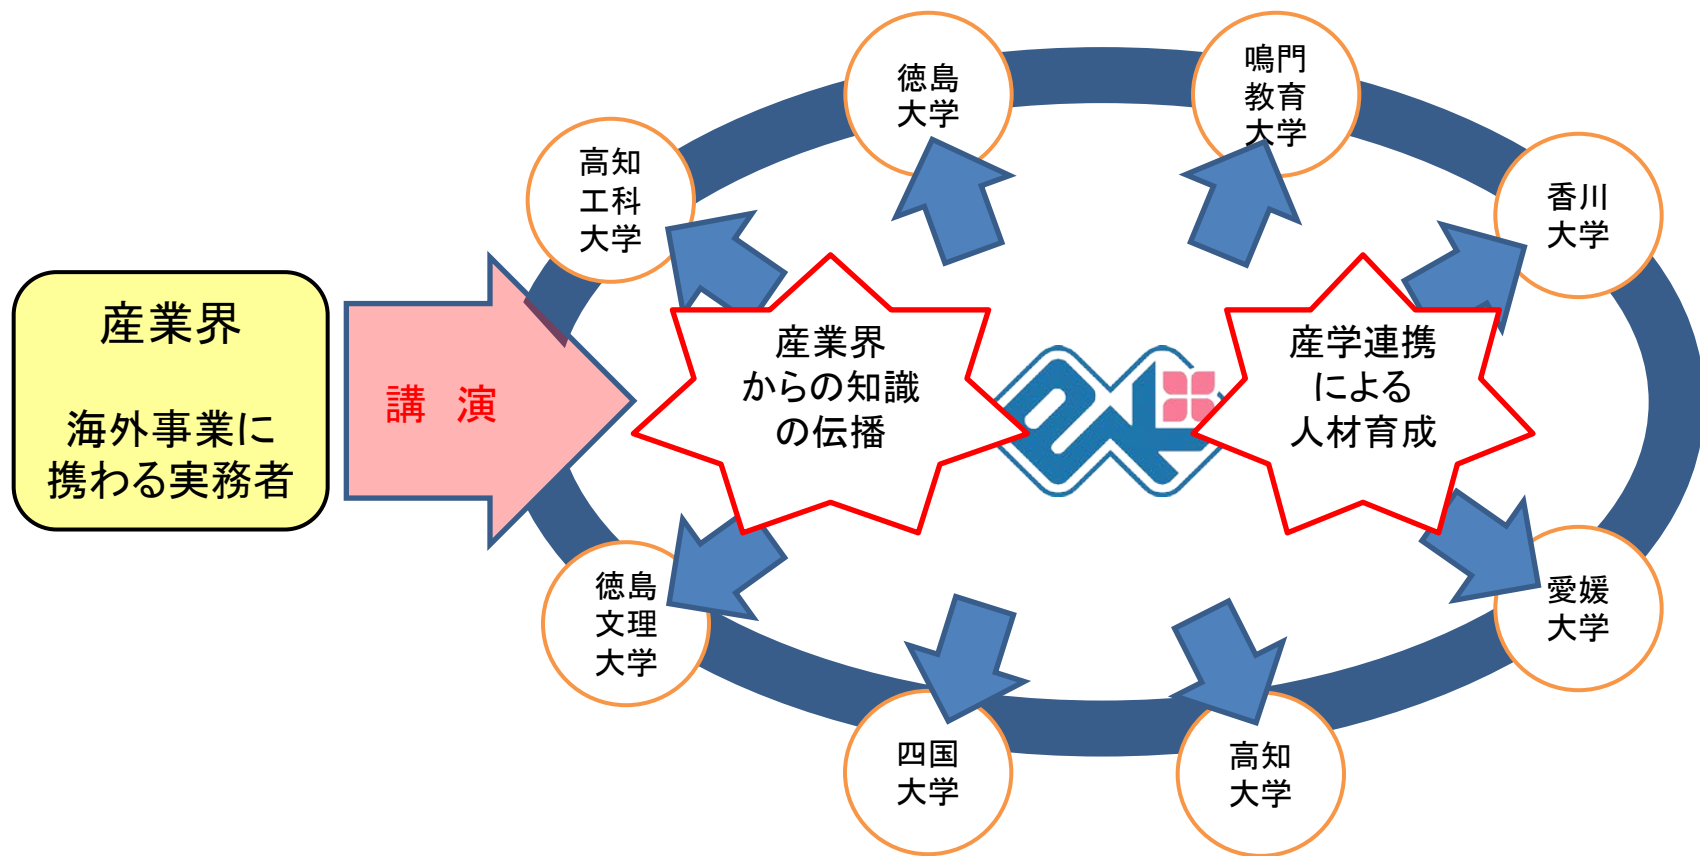 産業界
海外事業に
携わる実務者
講 演
高知
工科
大学
徳島
大学
鳴門
教育
大学
香川
大学
産業界
からの知識
の伝播
産学連携
による
人材育成
徳島
文理
大学
四国
大学
高知
大学
愛媛
大学